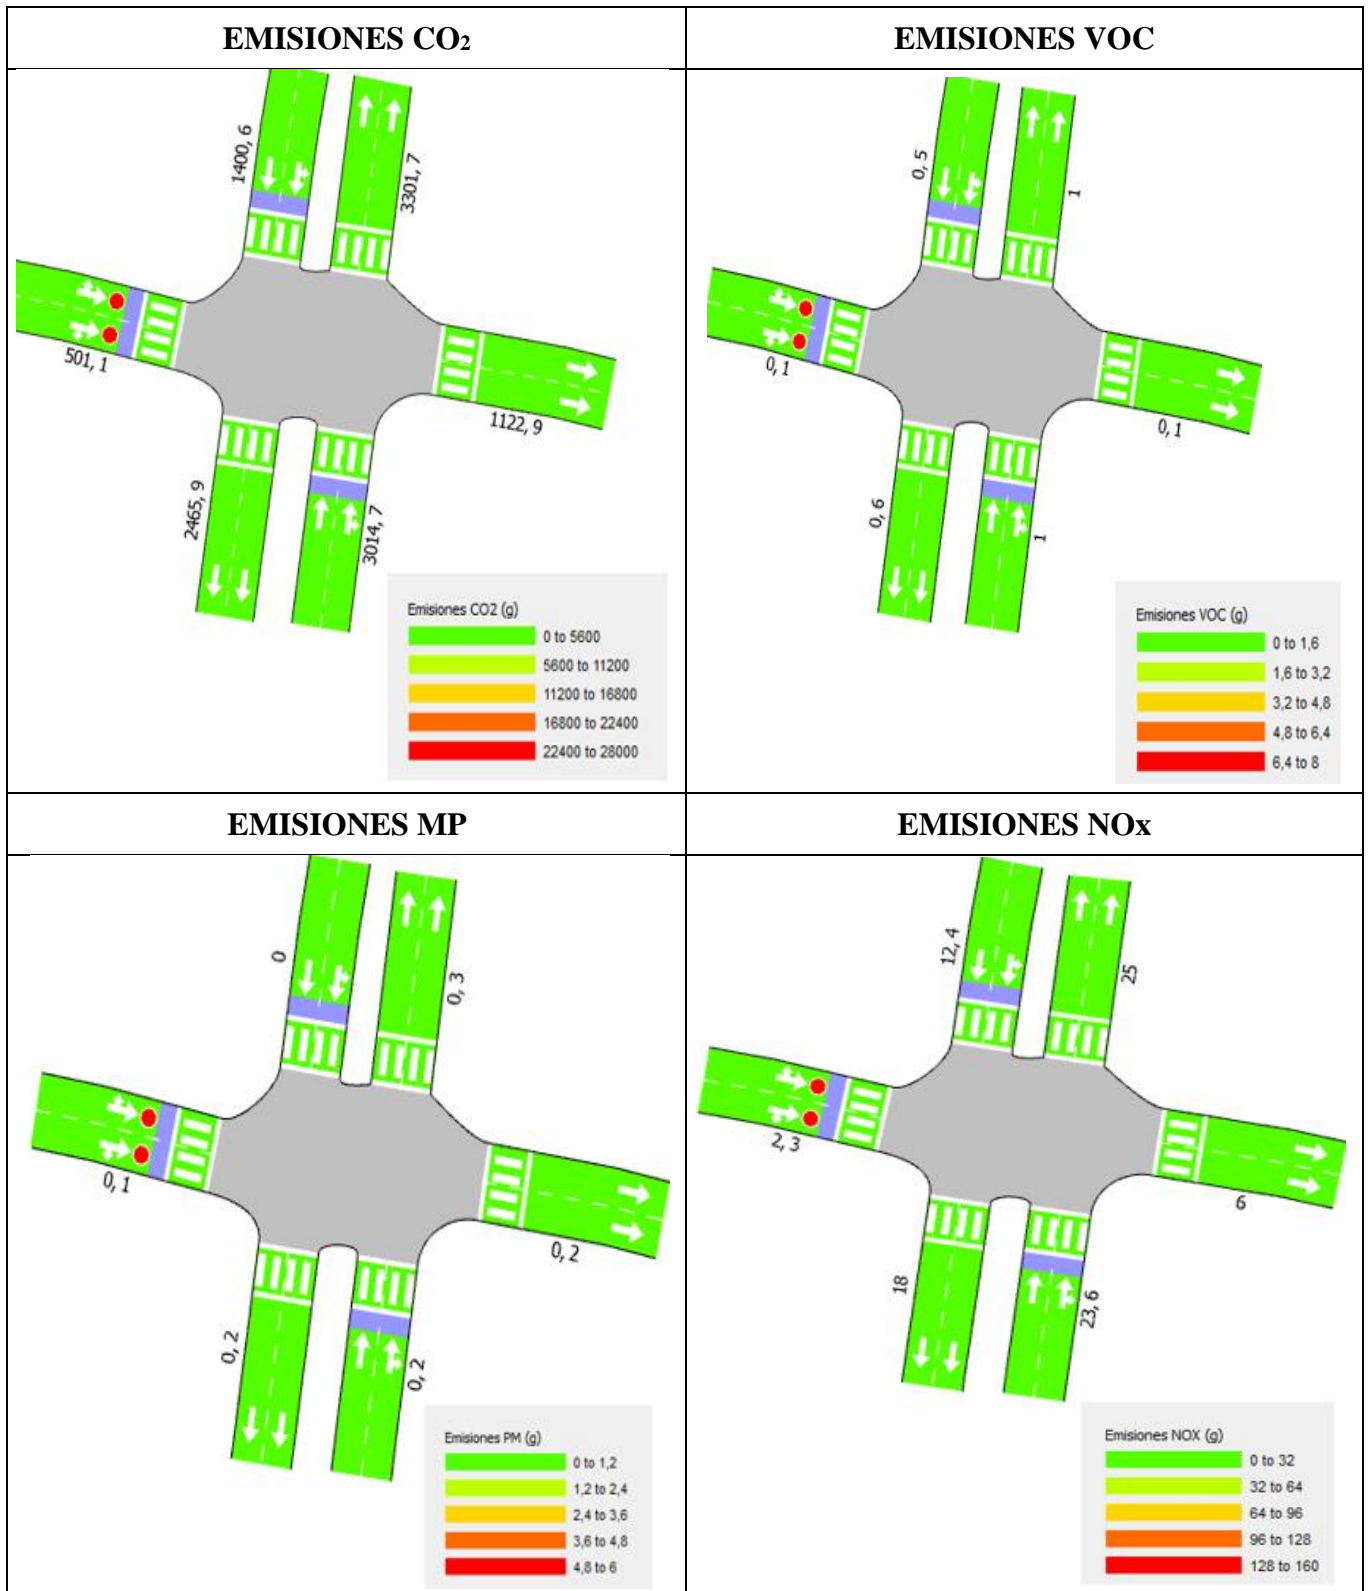 EMISIONES CO₂
EMISIONES VOC
1400, 6
3301, 7
501, 1
1122, 9
2465, 9
3014, 7
Emisiones CO2 (g)
0 to 5600
5600 to 11200
11200 to 16800
16800 to 22400
22400 to 28000
0, 5
1
0, 1
0, 1
0, 6
1
Emisiones VOC (g)
0 to 1,6
1,6 to 3,2
3,2 to 4,8
4,8 to 6,4
6,4 to 8
EMISIONES MP
EMISIONES NOx
0
0, 3
0, 1
0, 2
0, 2
0, 2
Emisiones PM (g)
0 to 1,2
1,2 to 2,4
2,4 to 3,6
3,6 to 4,8
4,8 to 6
12, 4
25
2, 3
6
18
23, 6
Emisiones NOX (g)
0 to 32
32 to 64
64 to 96
96 to 128
128 to 160